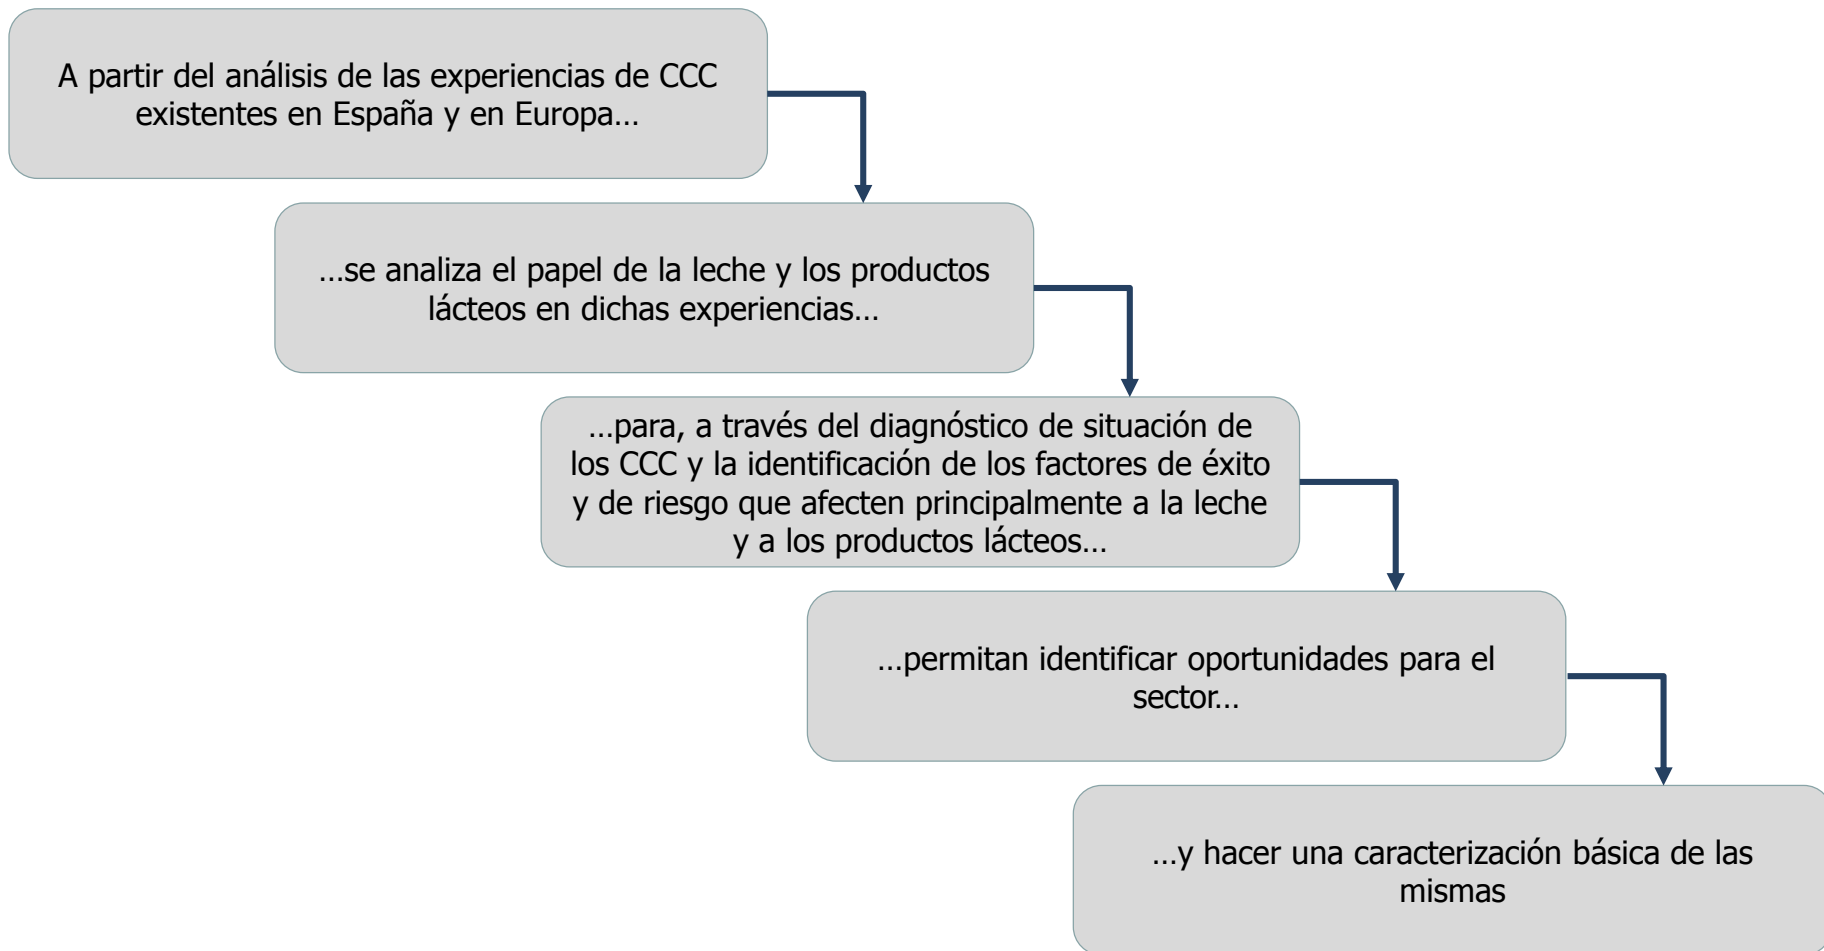 A partir del análisis de las experiencias de CCC
existentes en España y en Europa…
…se analiza el papel de la leche y los productos
lácteos en dichas experiencias…
…para, a través del diagnóstico de situación de
los CCC y la identificación de los factores de éxito
y de riesgo que afecten principalmente a la leche
y a los productos lácteos…
…permitan identificar oportunidades para el
sector…
…y hacer una caracterización básica de las
mismas